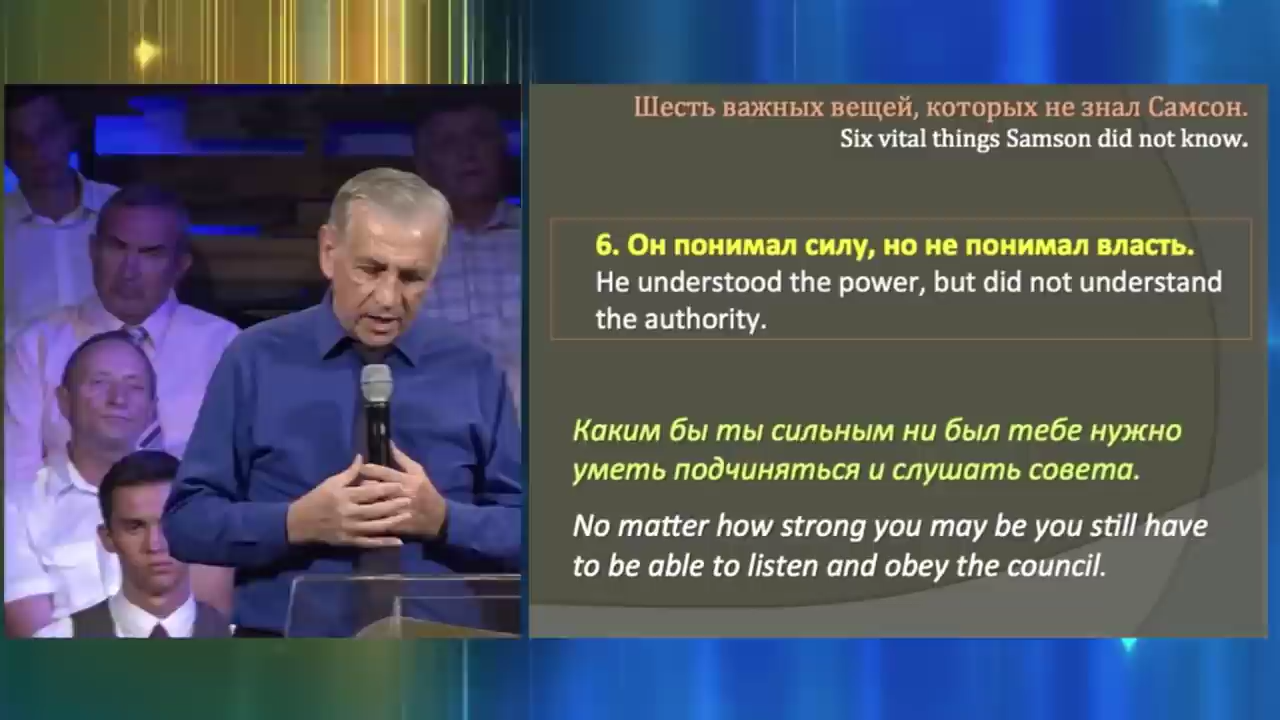 Шесть важных вещей, которых не знал Самсон.
Six vital things Samson did not know.
6. Он понимал силу, но не понимал власть.
He understood the power, but did not understand
the authority.
Каким бы ты сильным ни был тебе нужно
уметь подчиняться и слушать совета.
No matter how strong you may be you still have
to be able to listen and obey the council.